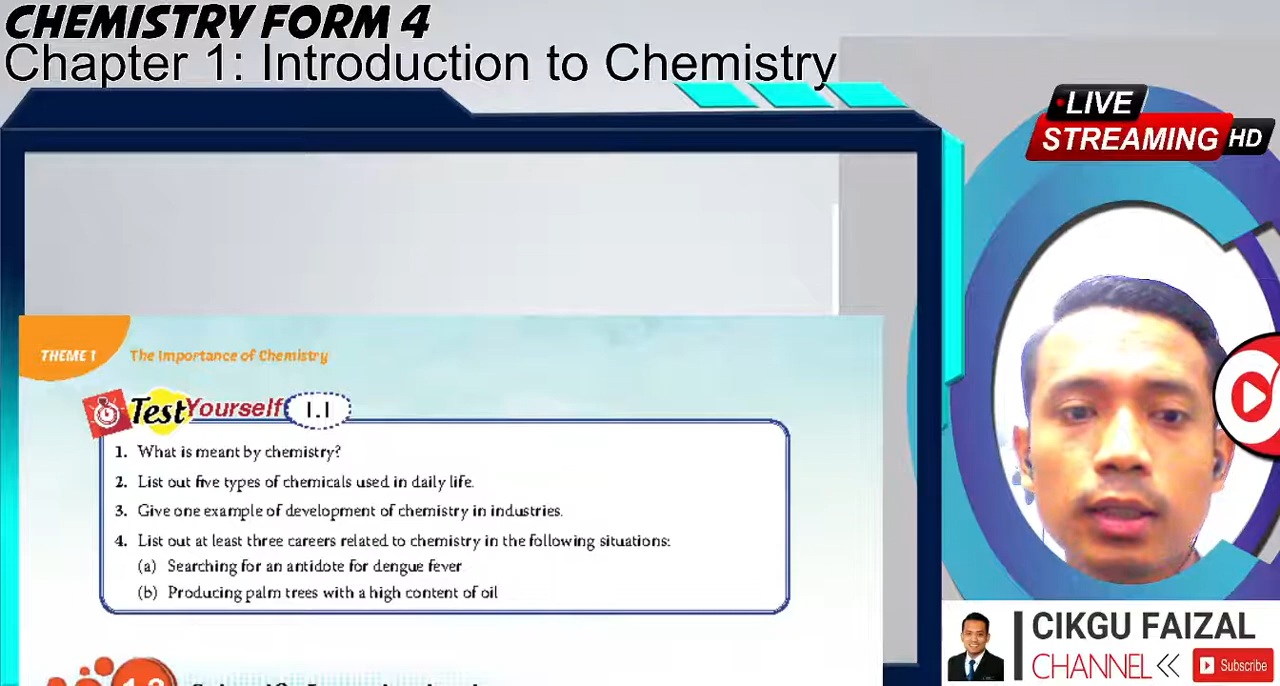 CHEMISTRY FORM 4
Chapter 1: Introduction to Chemistry
LIVE
STREAMING HD
THEME 1 The Importance of Chemistry
Test Yourself 1.1
1. What is meant by chemistry?
2. List out five types of chemicals used in daily life.
3. Give one example of development of chemistry in industries.
4. List out at least three careers related to chemistry in the following situations:
(a) Searching for an antidote for dengue fever
(b) Producing palm trees with a high content of oil
CIKGU FAIZAL
CHANNEL << Subscribe